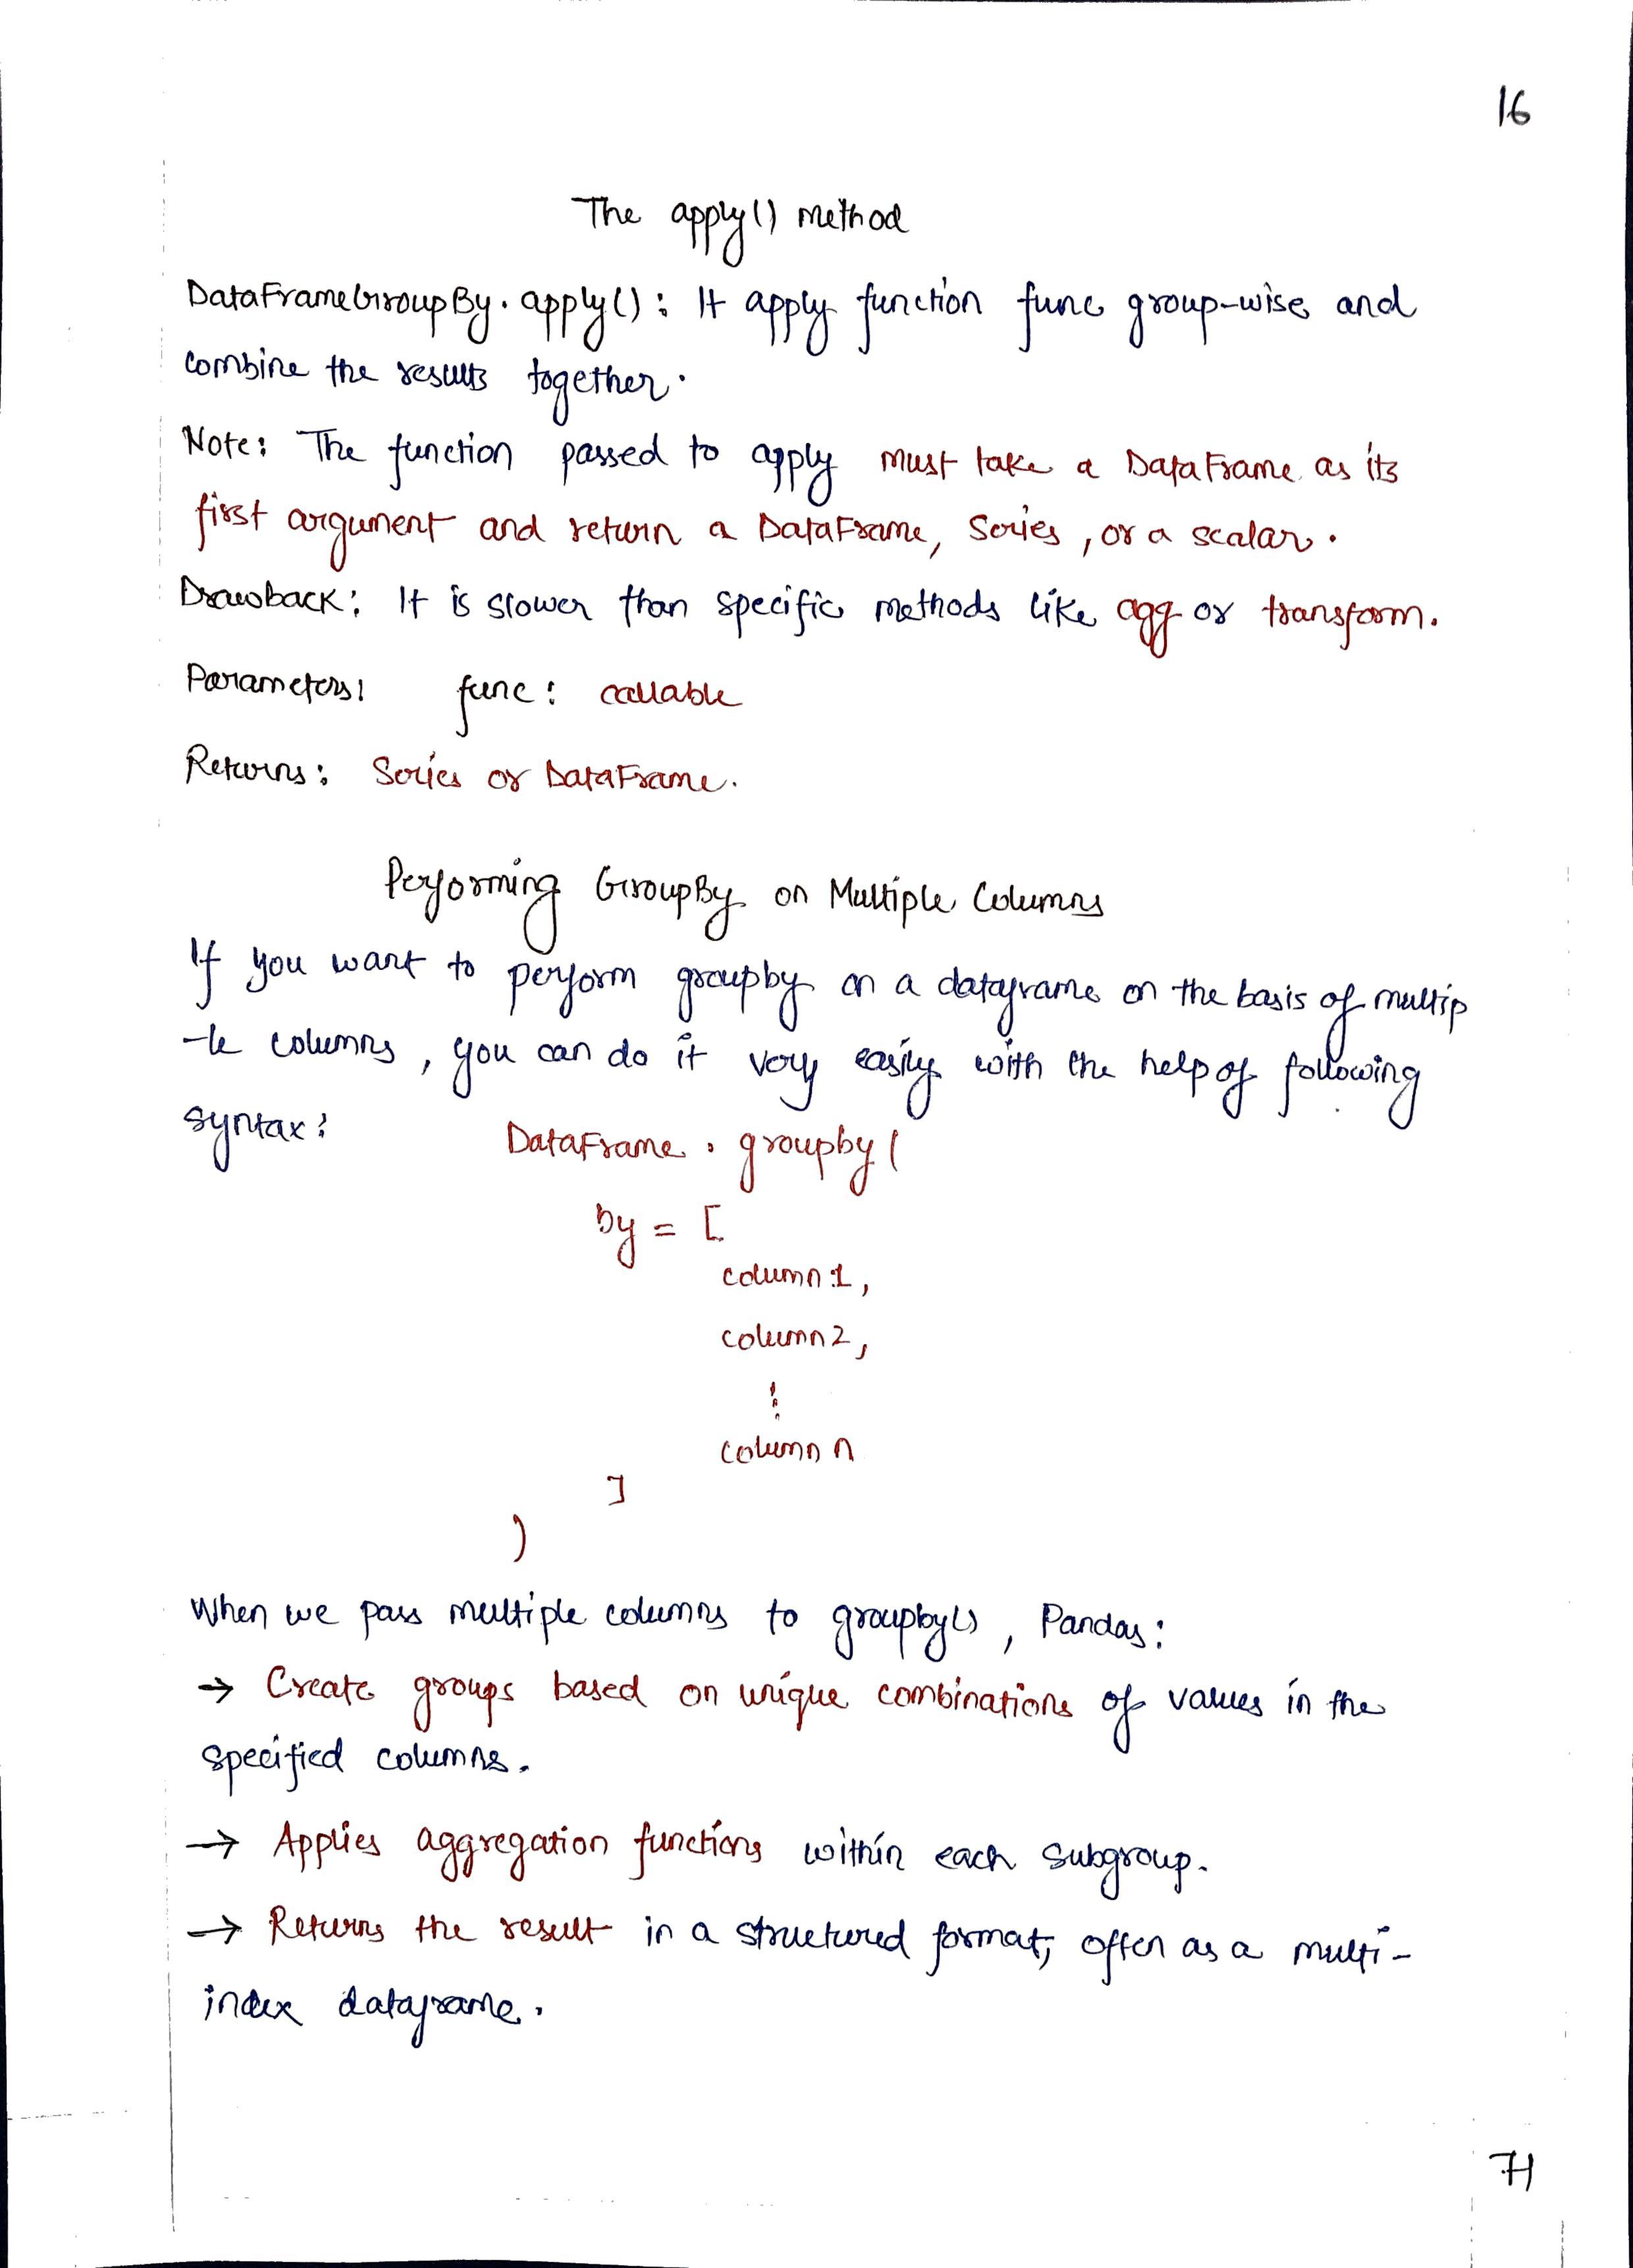 16
The apply() method
DataFrameGroupBy.apply(): It apply function func group-wise and
combine the results together.
Note: The function passed to apply must take a DataFrame as its
first argument and return a DataFrame, Series, or a scalar.
Drawback: It is slower than specific methods like agg or transform.
Parameters: func: callable
Returns: Series or DataFrame.
Performing GroupBy on Multiple Columns
If you want to perform groupby on a dataframe on the basis of multip
-le columns, you can do it very easily with the help of following
syntax:
DataFrame.groupby(
by = [
column1,
column2,
⋮
column n
]
)
When we pass multiple columns to groupby(), Pandas:
→ Create groups based on unique combinations of values in the
specified columns.
→ Applies aggregation functions within each subgroup.
→ Returns the result in a structured format, often as a multi-
index dataframe.